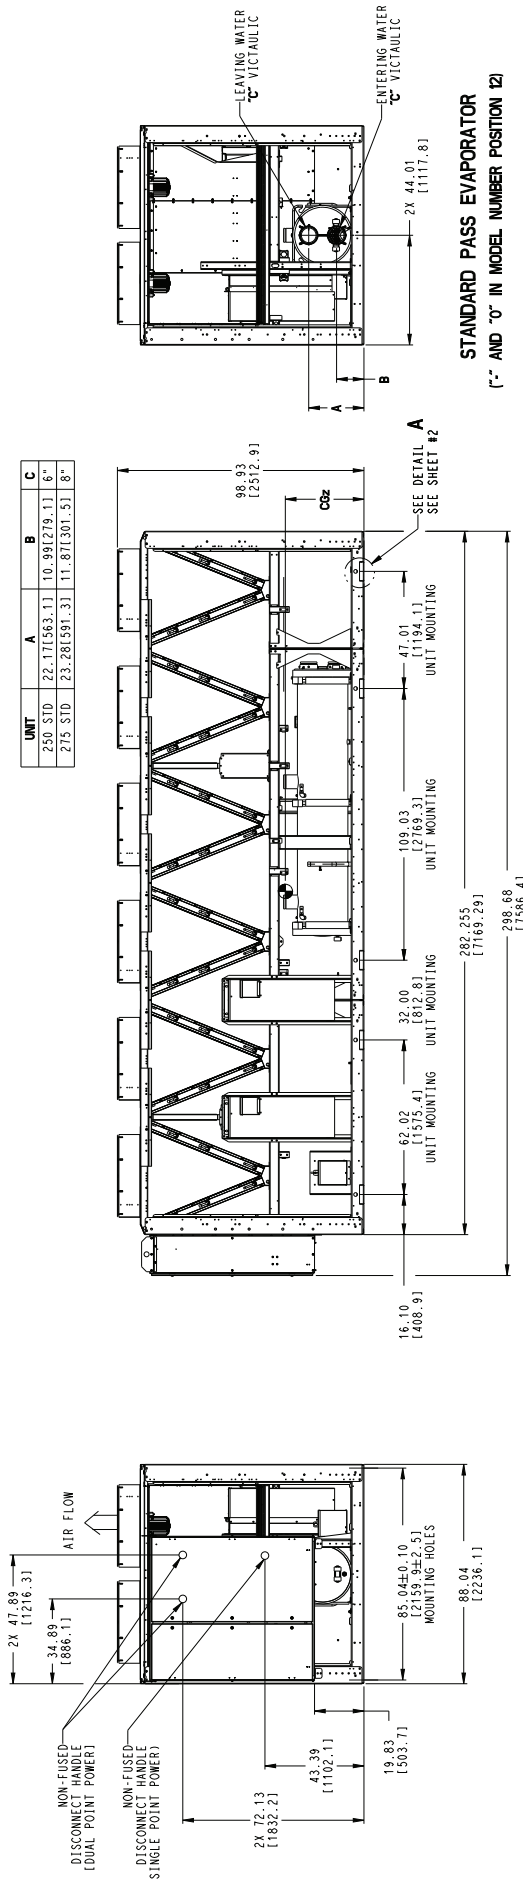 NON-FUSED
DISCONNECT HANDLE
[DUAL POINT POWER]
NON-FUSED
DISCONNECT HANDLE
SINGLE POINT POWER)
2X 47.89
[1216.3]
34.89
[886.1]
AIR FLOW
2X 72.13
[1832.2]
43.39
[1102.1]
19.83
[503.7]
85.04±0.10
[2159.9±2.5]
MOUNTING HOLES
88.04
[2236.1]
UNIT A B C
250 STD 22.17[563.1] 10.99[279.1] 6"
275 STD 23.28[591.3] 11.87[301.5] 8"
98.93
[2512.9]
CGz
SEE DETAIL A
SEE SHEET #2
16.10
[408.9]
62.02
[1575.4]
UNIT MOUNTING
32.00
[812.8]
UNIT MOUNTING
109.03
[2769.3]
UNIT MOUNTING
47.01
[1194.1]
UNIT MOUNTING
282.255
[7169.29]
298.68
[7586.4]
LEAVING WATER
"C" VICTAULIC
ENTERING WATER
"C" VICTAULIC
A
B
2X 44.01
[1117.8]
STANDARD PASS EVAPORATOR
("-" AND "0" IN MODEL NUMBER POSITION 12)